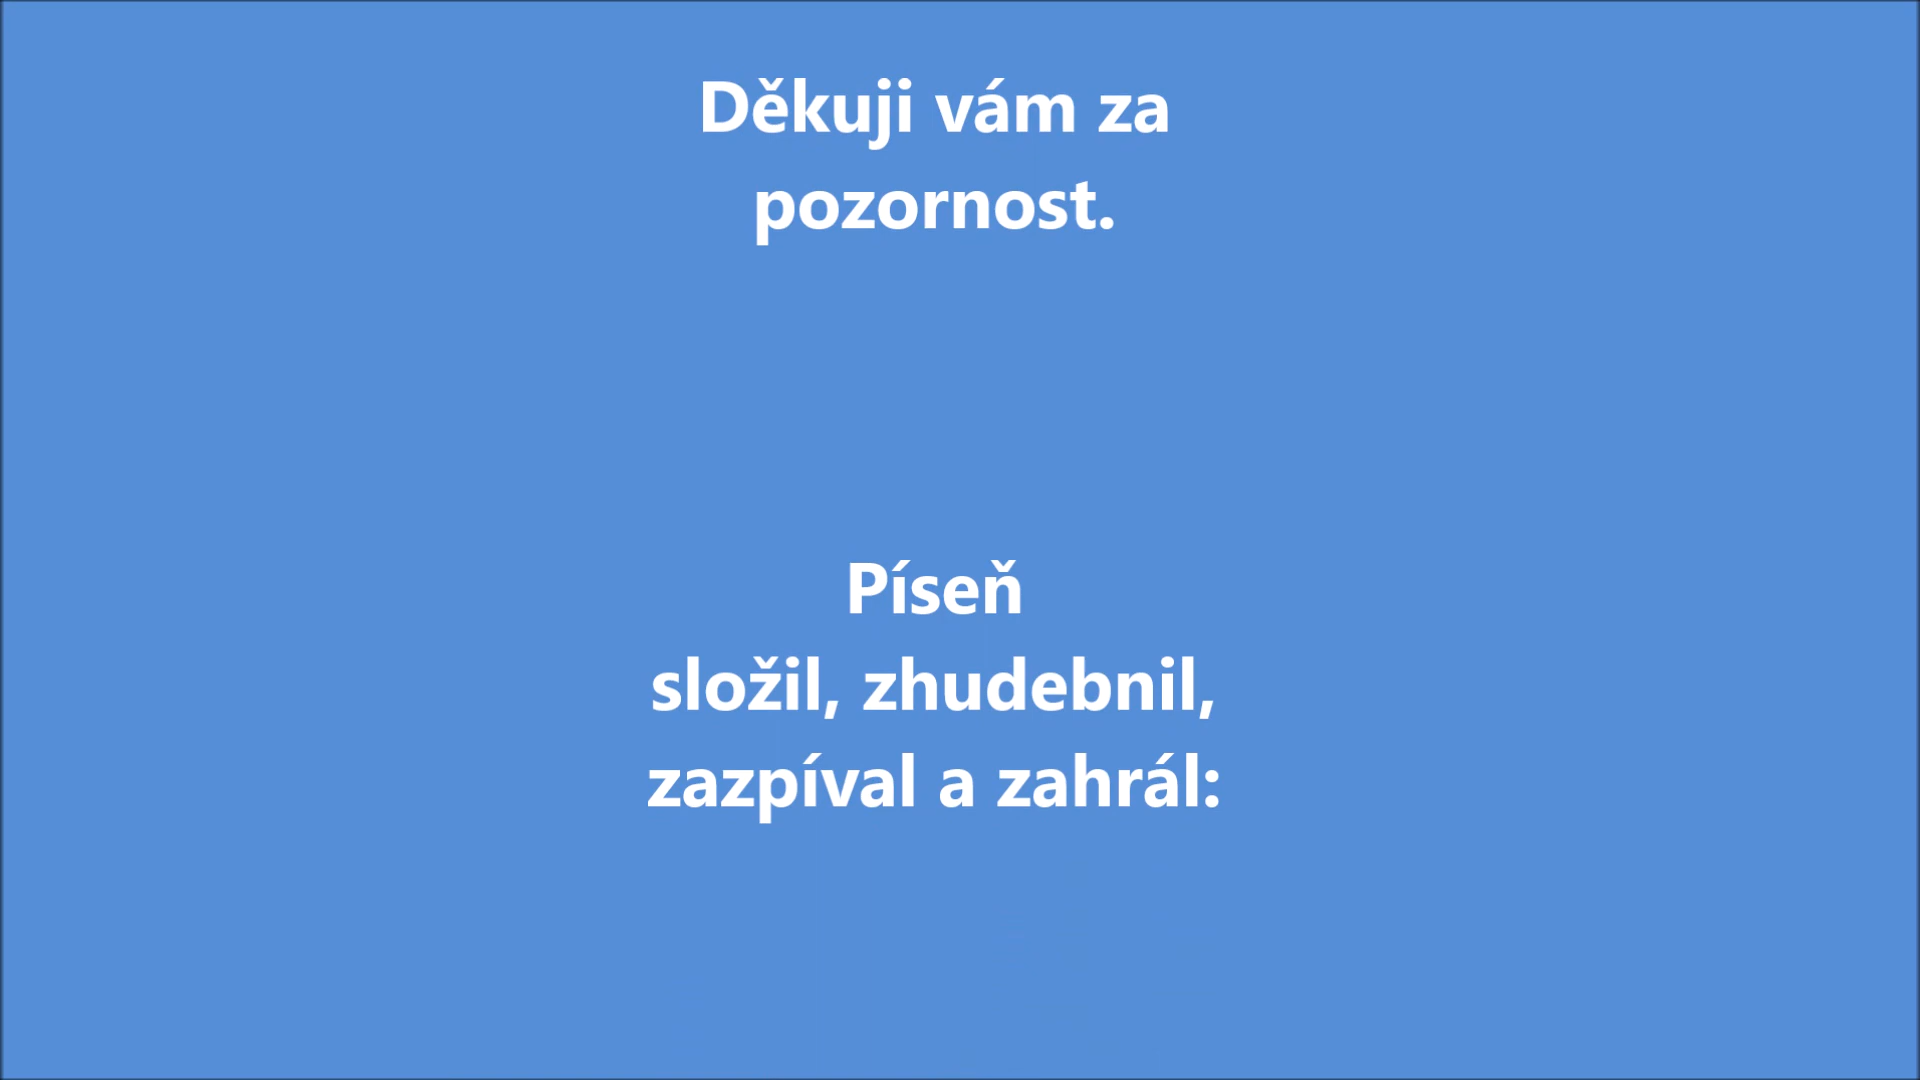 Děkuji vám za
pozornost.
Píseň
složil, zhudebnil,
zazpíval a zahrál: